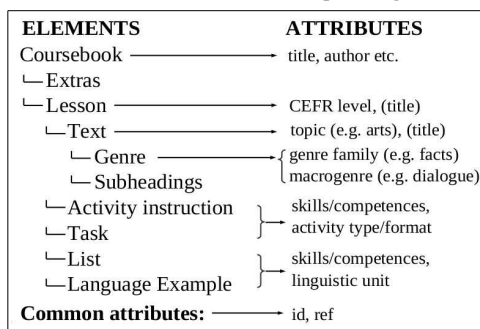 ELEMENTS ATTRIBUTES
Coursebook title, author etc.
Extras
Lesson CEFR level, (title)
Text topic (e.g. arts), (title)
Genre genre family (e.g. facts)
Subheadings macrogenre (e.g. dialogue)
Activity instruction skills/competences,
Task activity type/format
List skills/competences,
Language Example linguistic unit
Common attributes: id, ref